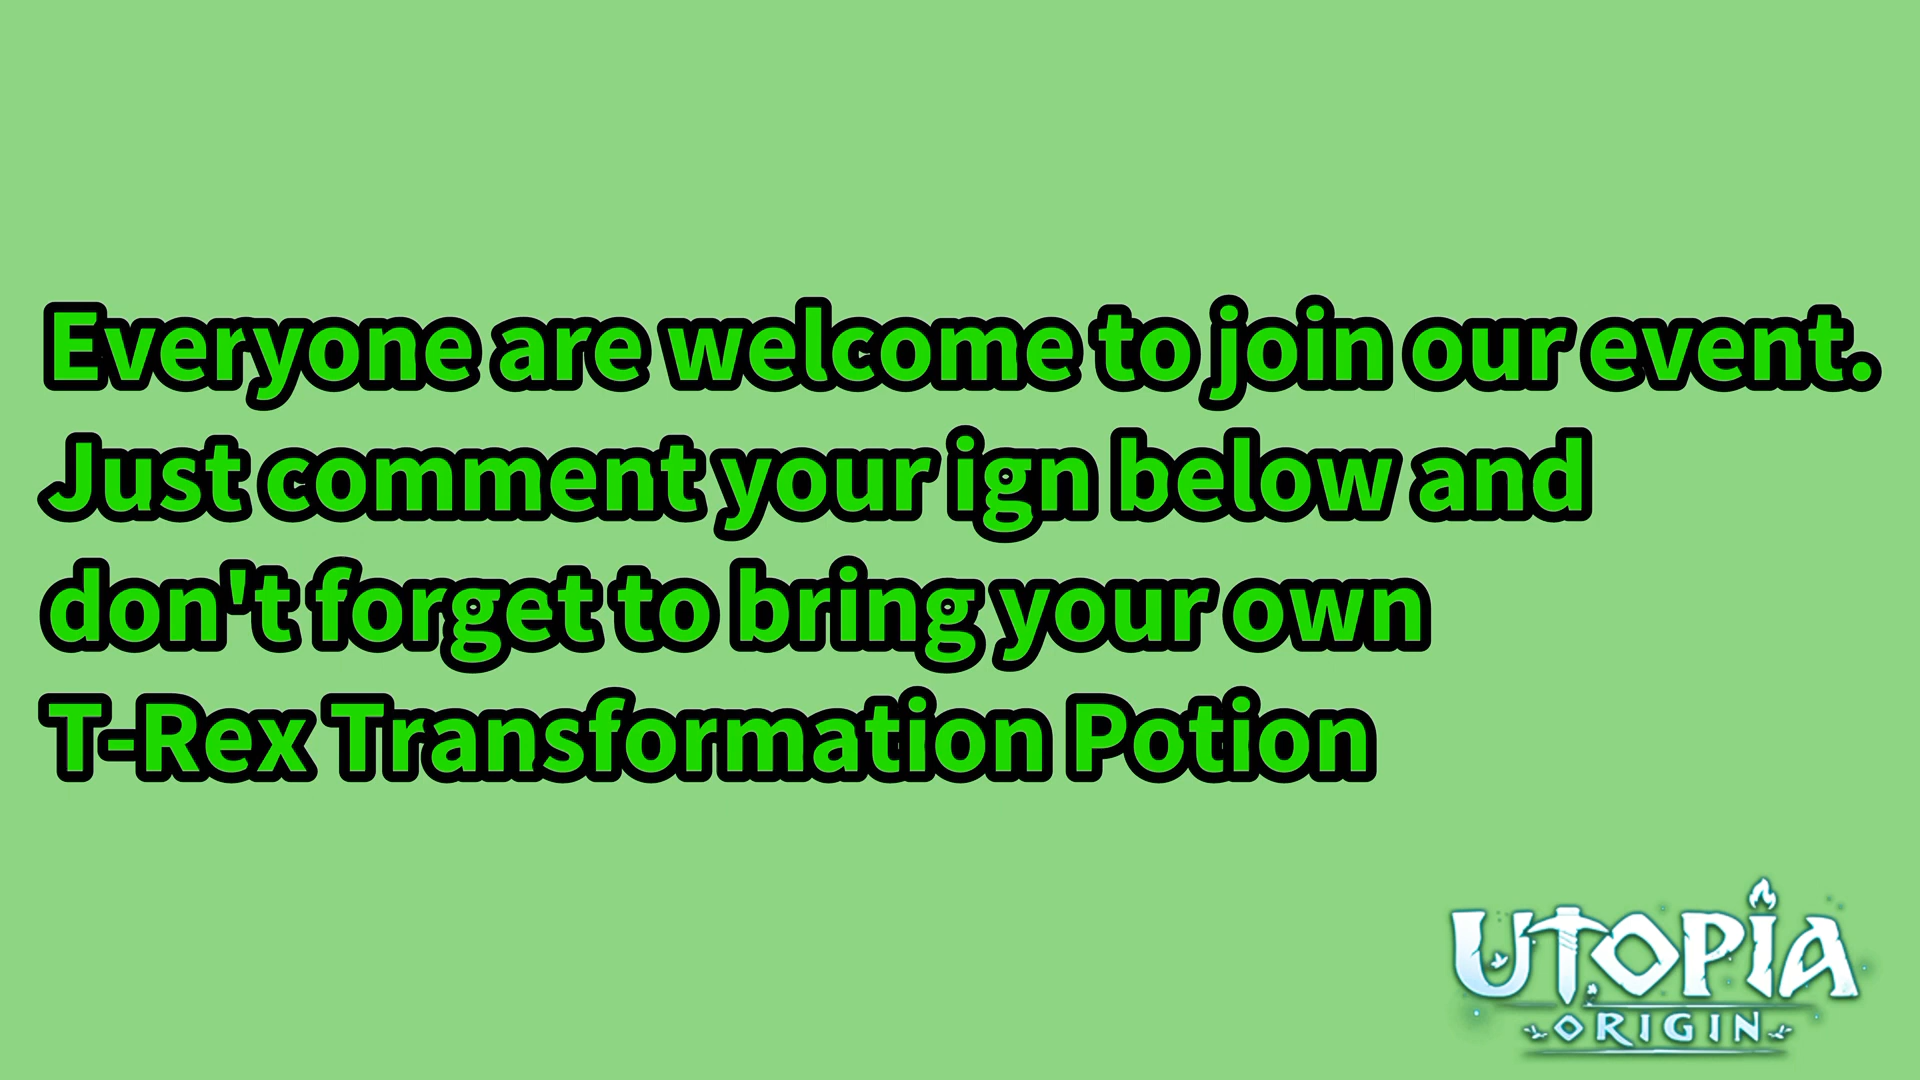 Everyone are welcome to join our event.
Just comment your ign below and
don't forget to bring your own
T-Rex Transformation Potion
UTOPIA
ORIGIN